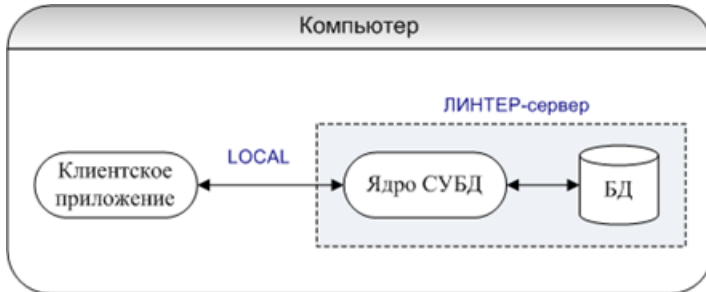 Компьютер
ЛИНТЕР-сервер
LOCAL
Клиентское
приложение
Ядро СУБД
БД